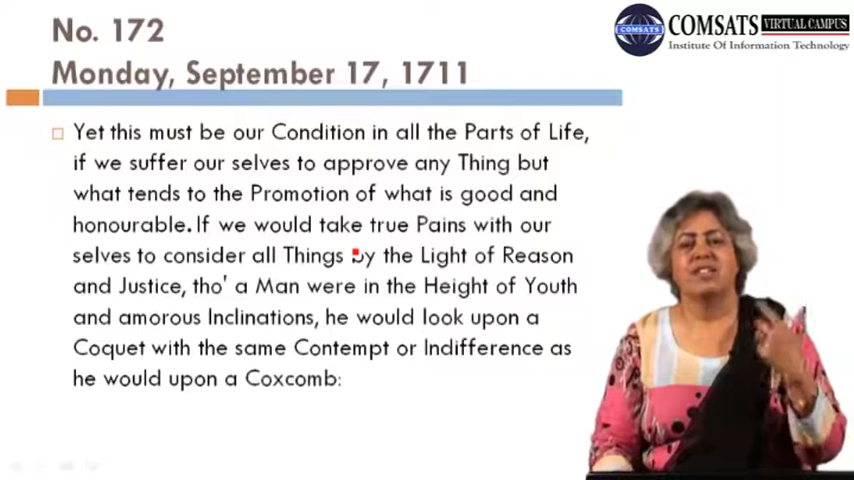 No. 172
Monday, September 17, 1711
COMSATS VIRTUAL CAMPUS
Institute Of Information Technology
COMSATS
Yet this must be our Condition in all the Parts of Life,
if we suffer our selves to approve any Thing but
what tends to the Promotion of what is good and
honourable. If we would take true Pains with our
selves to consider all Things by the Light of Reason
and Justice, tho' a Man were in the Height of Youth
and amorous Inclinations, he would look upon a
Coquet with the same Contempt or Indifference as
he would upon a Coxcomb: